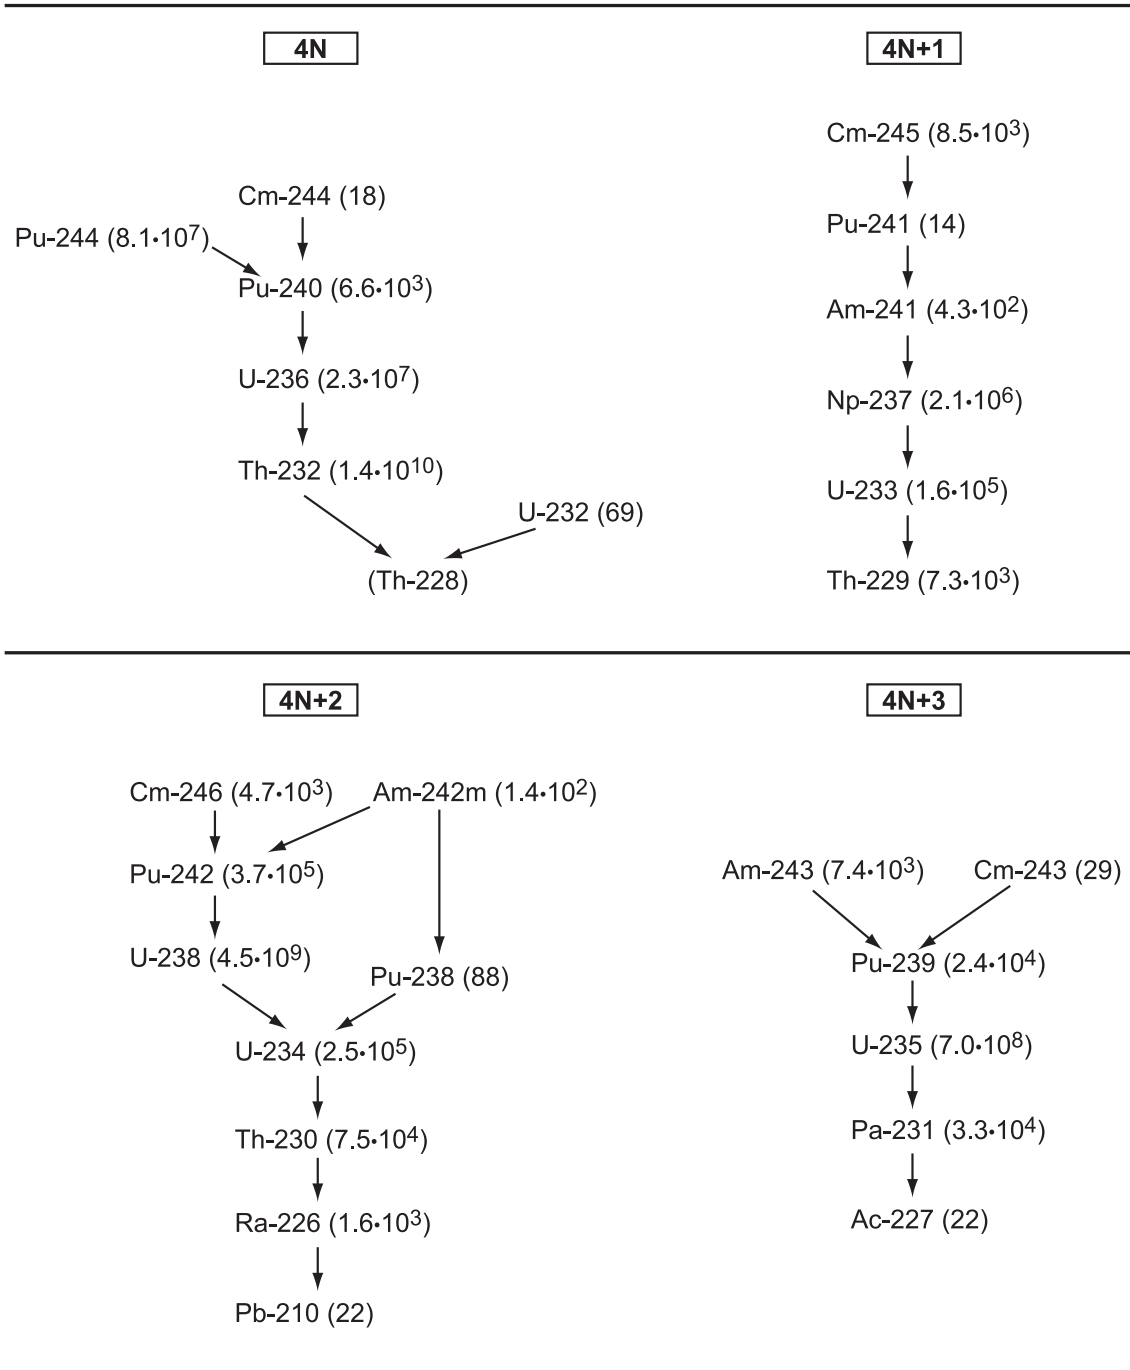 4N
Cm-244 (18)
Pu-244 (8.1•10⁷)
Pu-240 (6.6•10³)
U-236 (2.3•10⁷)
Th-232 (1.4•10¹⁰)
U-232 (69)
(Th-228)
4N+1
Cm-245 (8.5•10³)
Pu-241 (14)
Am-241 (4.3•10²)
Np-237 (2.1•10⁶)
U-233 (1.6•10⁵)
Th-229 (7.3•10³)
4N+2
Cm-246 (4.7•10³)
Am-242m (1.4•10²)
Pu-242 (3.7•10⁵)
U-238 (4.5•10⁹)
Pu-238 (88)
U-234 (2.5•10⁵)
Th-230 (7.5•10⁴)
Ra-226 (1.6•10³)
Pb-210 (22)
4N+3
Am-243 (7.4•10³)
Cm-243 (29)
Pu-239 (2.4•10⁴)
U-235 (7.0•10⁸)
Pa-231 (3.3•10⁴)
Ac-227 (22)